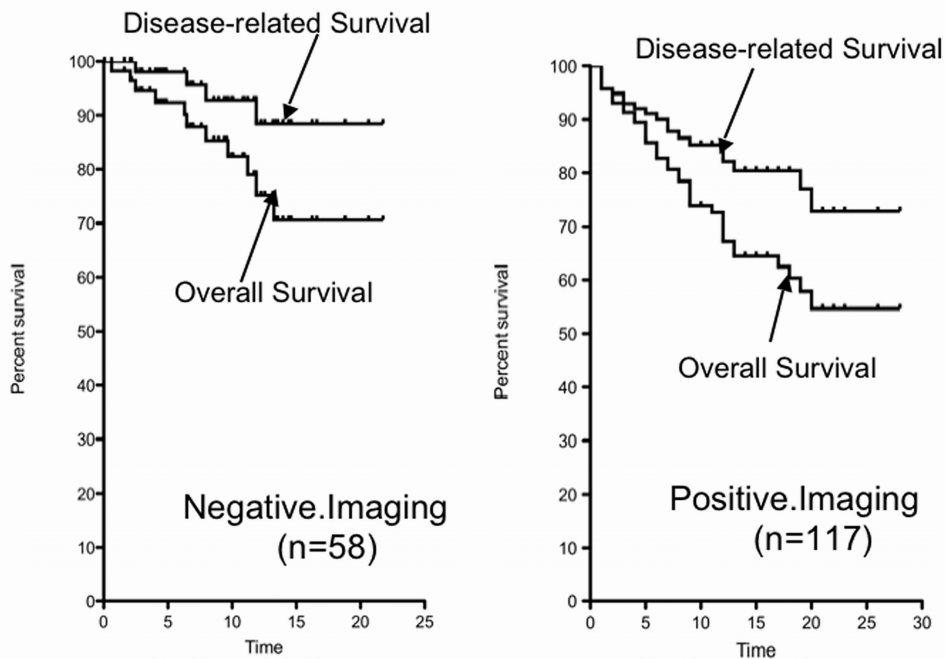 Disease-related Survival
100
90
80
70
60
50
40
30
20
10
0
Percent survival
Overall Survival
Negative.Imaging
(n=58)
0 5 10 15 20 25
Time
Disease-related Survival
100
90
80
70
60
50
40
30
20
10
0
Percent survival
Overall Survival
Positive.Imaging
(n=117)
0 5 10 15 20 25 30
Time